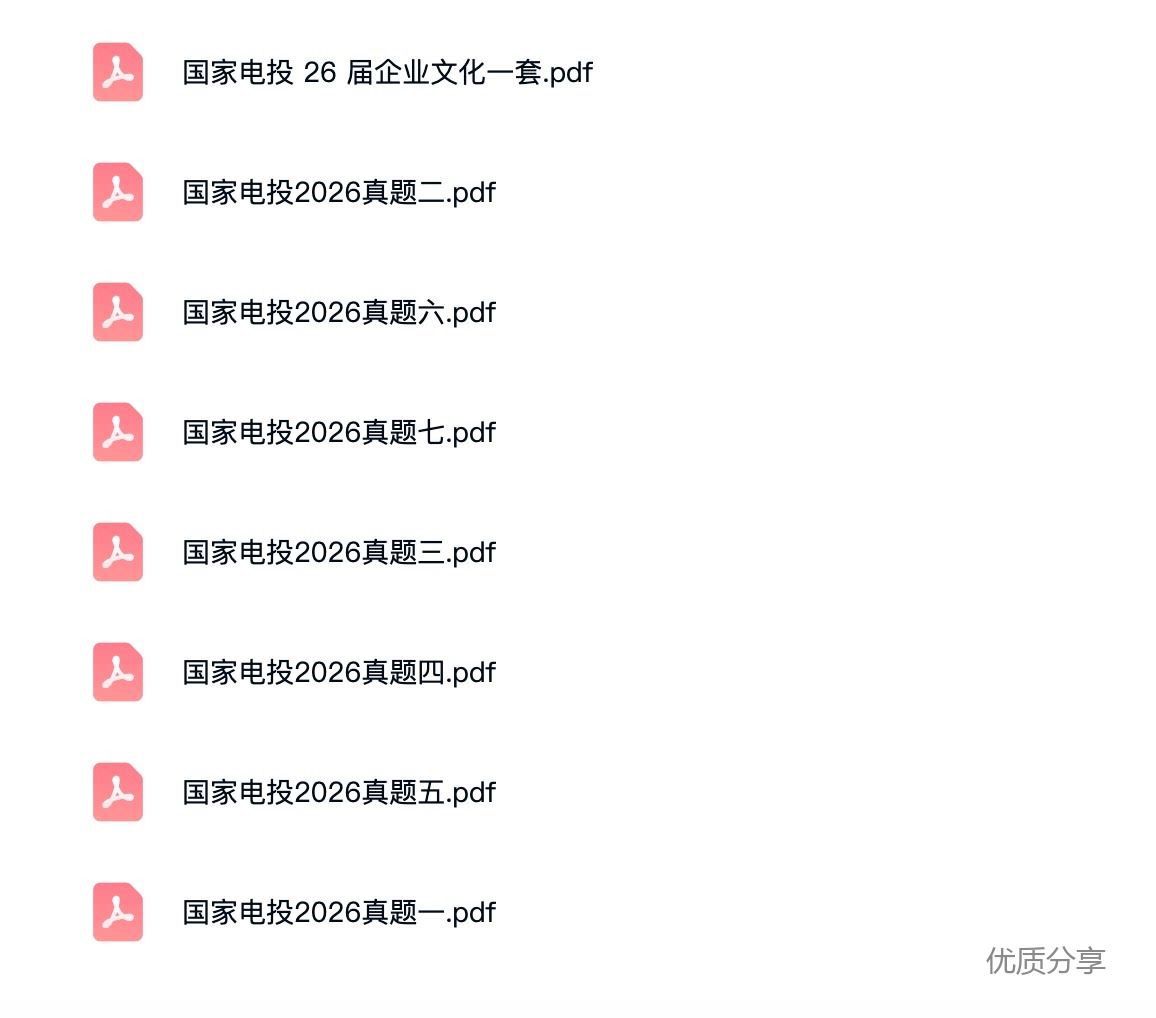 国家电投 26 届企业文化一套.pdf
国家电投2026真题二.pdf
国家电投2026真题六.pdf
国家电投2026真题七.pdf
国家电投2026真题三.pdf
国家电投2026真题四.pdf
国家电投2026真题五.pdf
国家电投2026真题一.pdf
优质分享